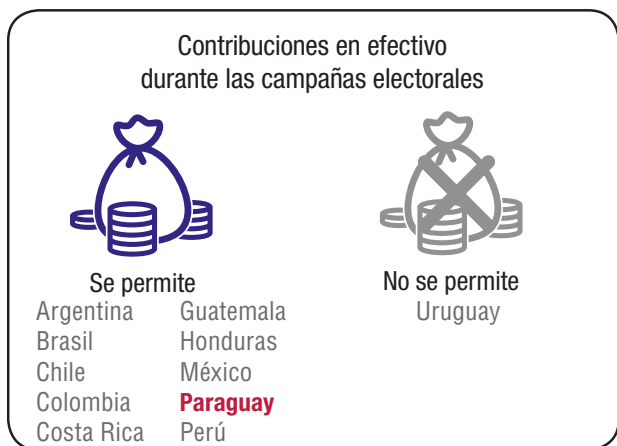 Contribuciones en efectivo
durante las campañas electorales
Se permite
Argentina
Brasil
Chile
Colombia
Costa Rica
Guatemala
Honduras
México
Paraguay
Perú
No se permite
Uruguay